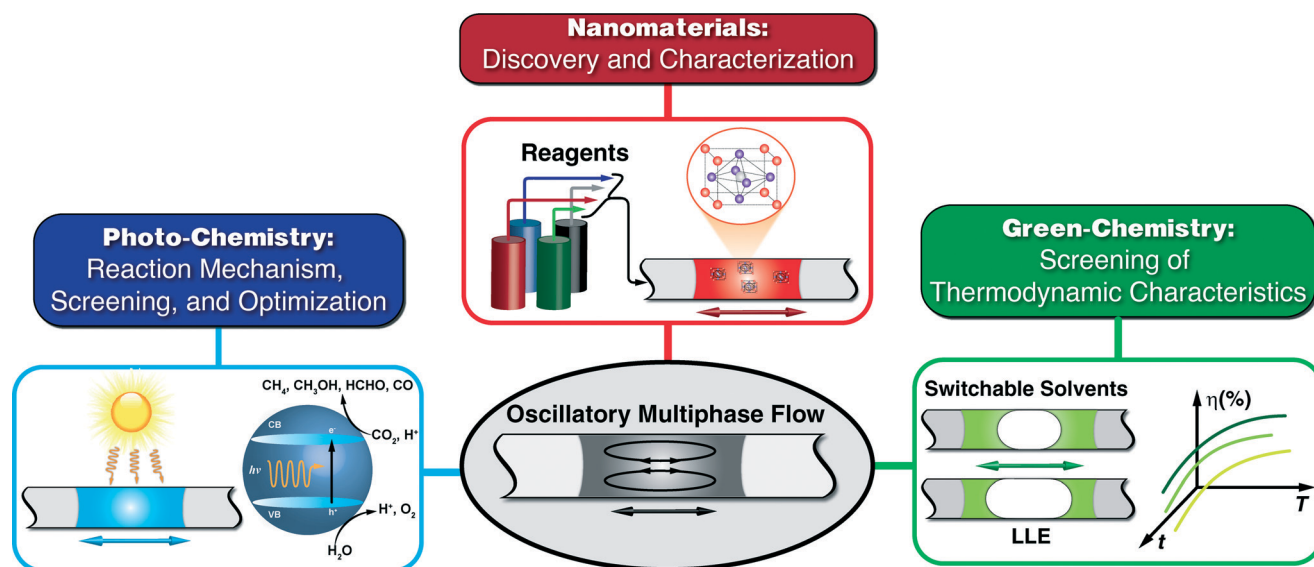 Nanomaterials:
Discovery and Characterization
Reagents
Photo-Chemistry:
Reaction Mechanism,
Screening, and Optimization
CH₄, CH₃OH, HCHO, CO
CB
e⁻
CO₂, H⁺
hν
VB
h⁺
H⁺, O₂
H₂O
Oscillatory Multiphase Flow
Green-Chemistry:
Screening of
Thermodynamic Characteristics
Switchable Solvents
LLE
η(%)
T
t